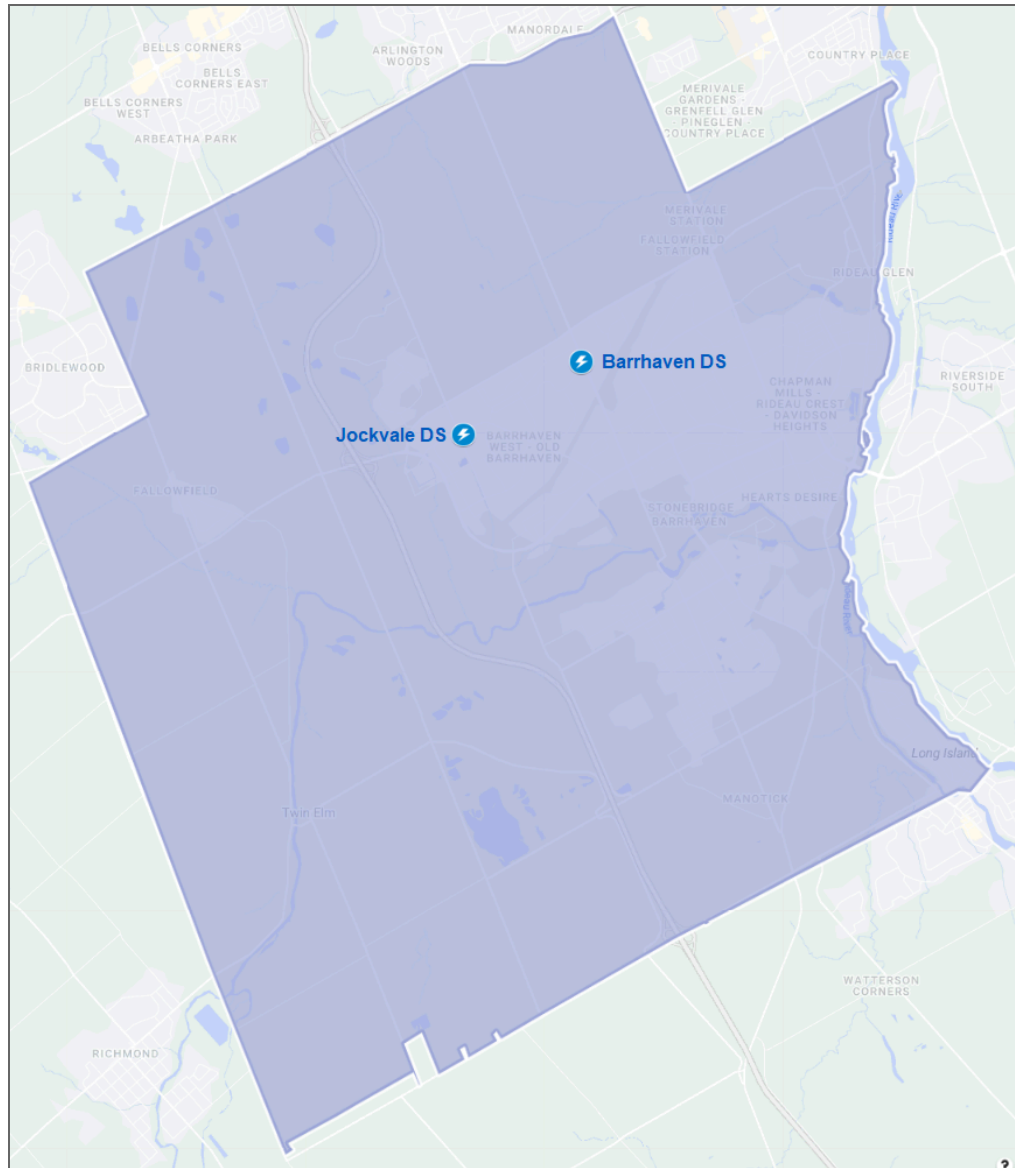 MANORDALE
BELLS CORNERS
ARLINGTON
WOODS
COUNTRY PLACE
BELLS
CORNERS EAST
BELLS CORNERS
WEST
MERIVALE
GARDENS -
GRENFELL GLEN -
PINEGLEN -
COUNTRY PLACE
ARBEATHA PARK
MERIVALE
STATION
FALLOWFIELD
STATION
Rideau River
RIDEAU GLEN
Barrhaven DS
BRIDLEWOOD
RIVERSIDE
SOUTH
CHAPMAN
MILLS -
RIDEAU CREST
- DAVIDSON
HEIGHTS
Jockvale DS
BARRHAVEN
WEST - OLD
BARRHAVEN
FALLOWFIELD
HEARTS DESIRE
STONEBRIDGE
BARRHAVEN
Long Island
MANOTICK
Twin Elm
WATTERSON
CORNERS
RICHMOND
?